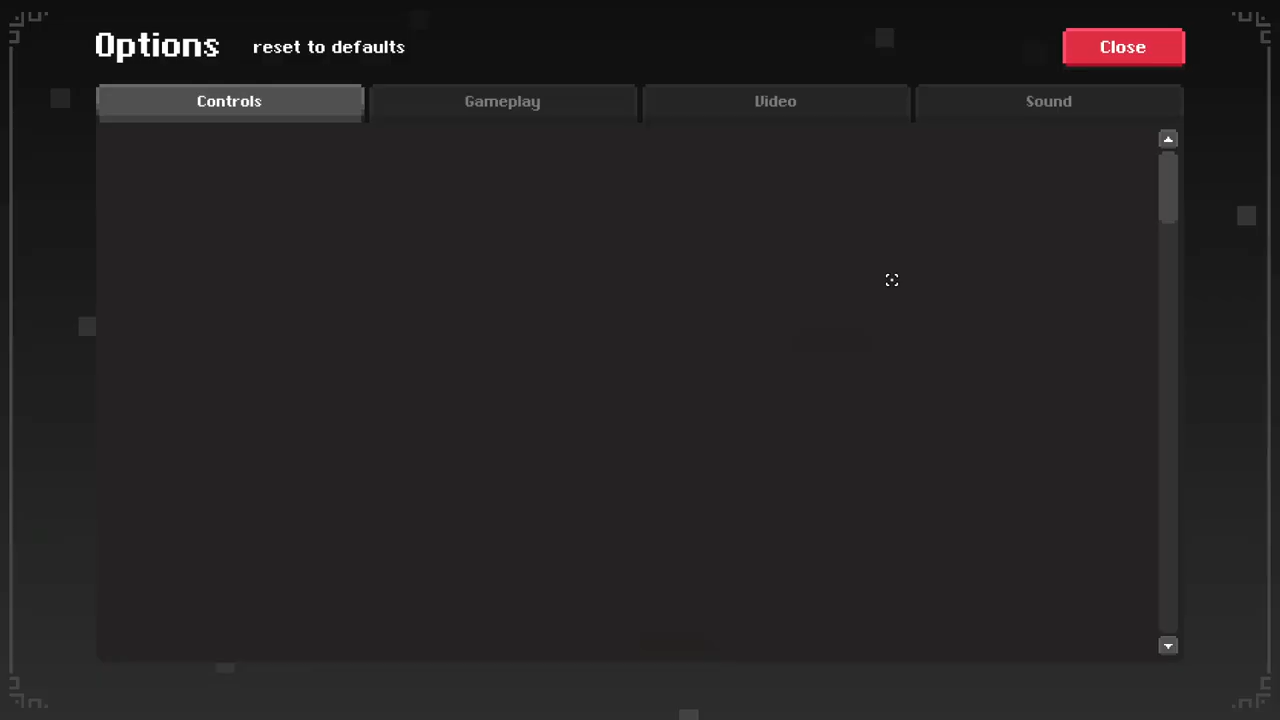 Options
reset to defaults
Close
Controls
Gameplay
Video
Sound